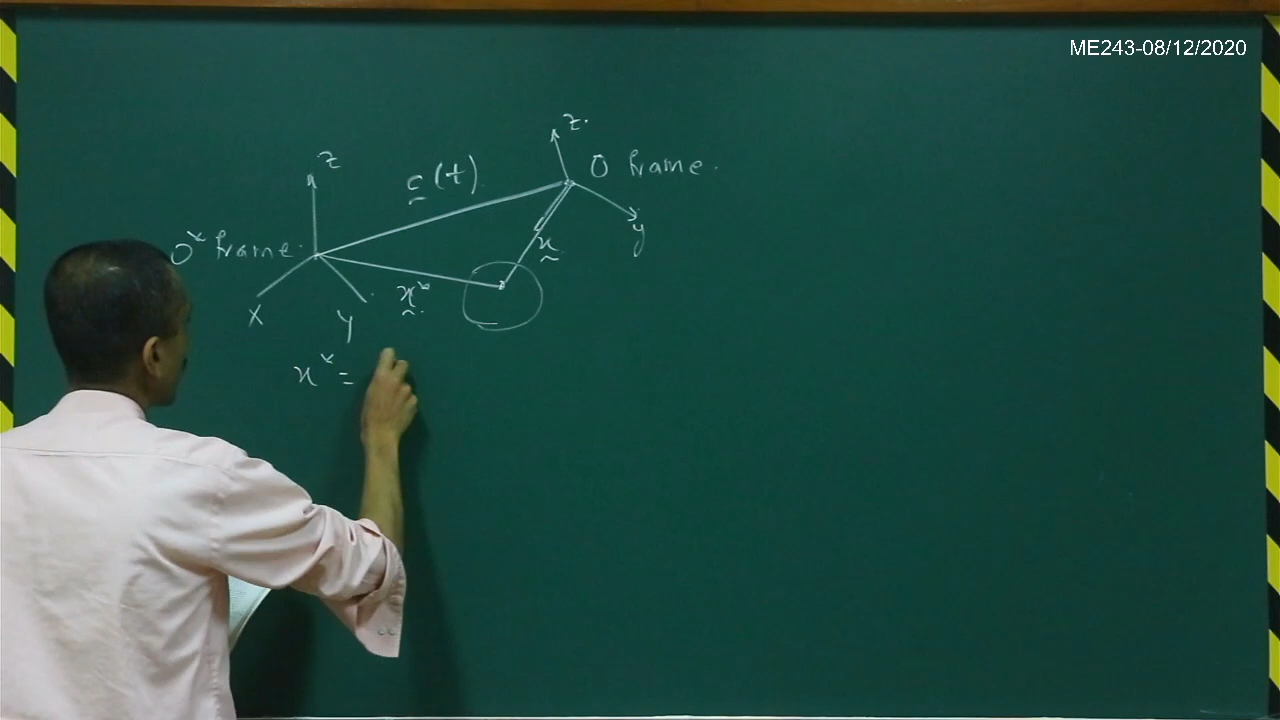 ME243-08/12/2020
z
c(t)
z
O frame.
O* frame.
y
x
x*
X
y
x* =